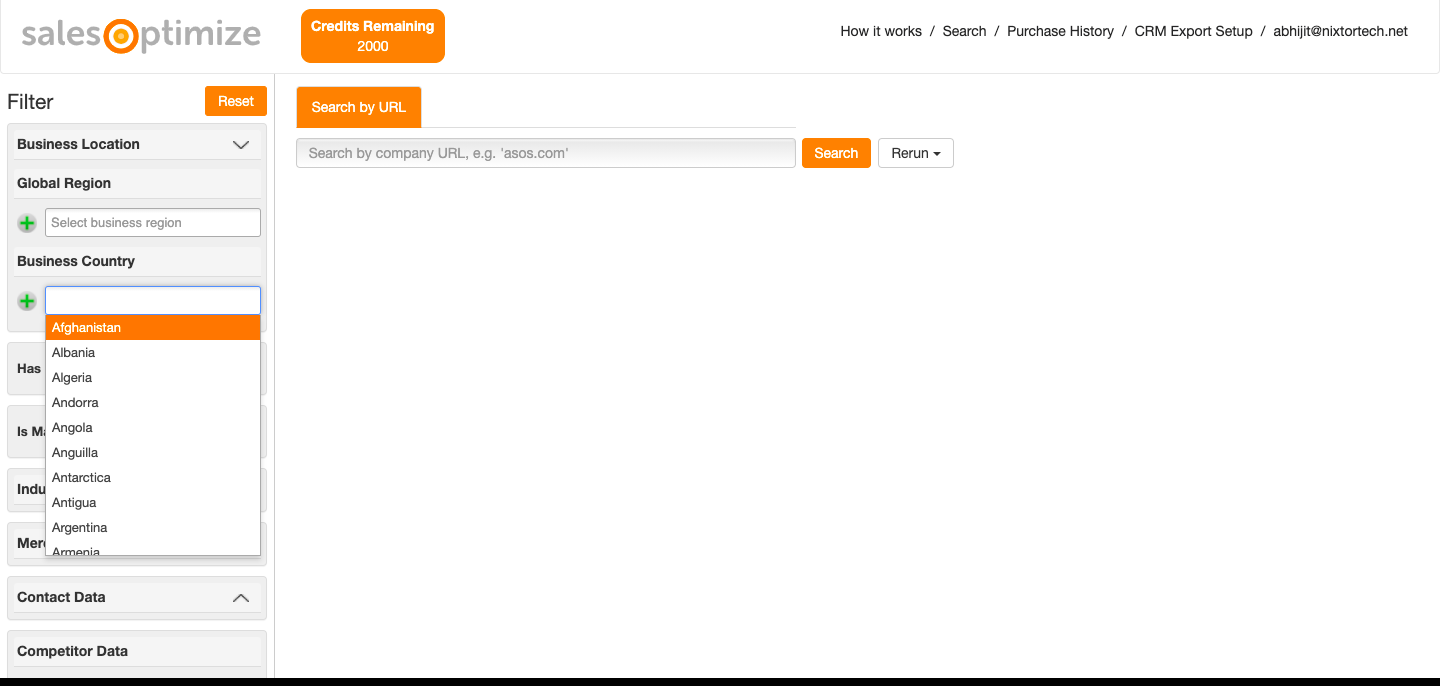 salesoptimize
Credits Remaining
2000
How it works / Search / Purchase History / CRM Export Setup / abhijit@nixtortech.net
Filter
Reset
Business Location
Global Region
Select business region
Business Country
Afghanistan
Albania
Algeria
Andorra
Angola
Anguilla
Antarctica
Antigua
Argentina
Armenia
Has
Is Ma
Indu
Merc
Contact Data
Competitor Data
Search by URL
Search by company URL, e.g. 'asos.com'
Search
Rerun